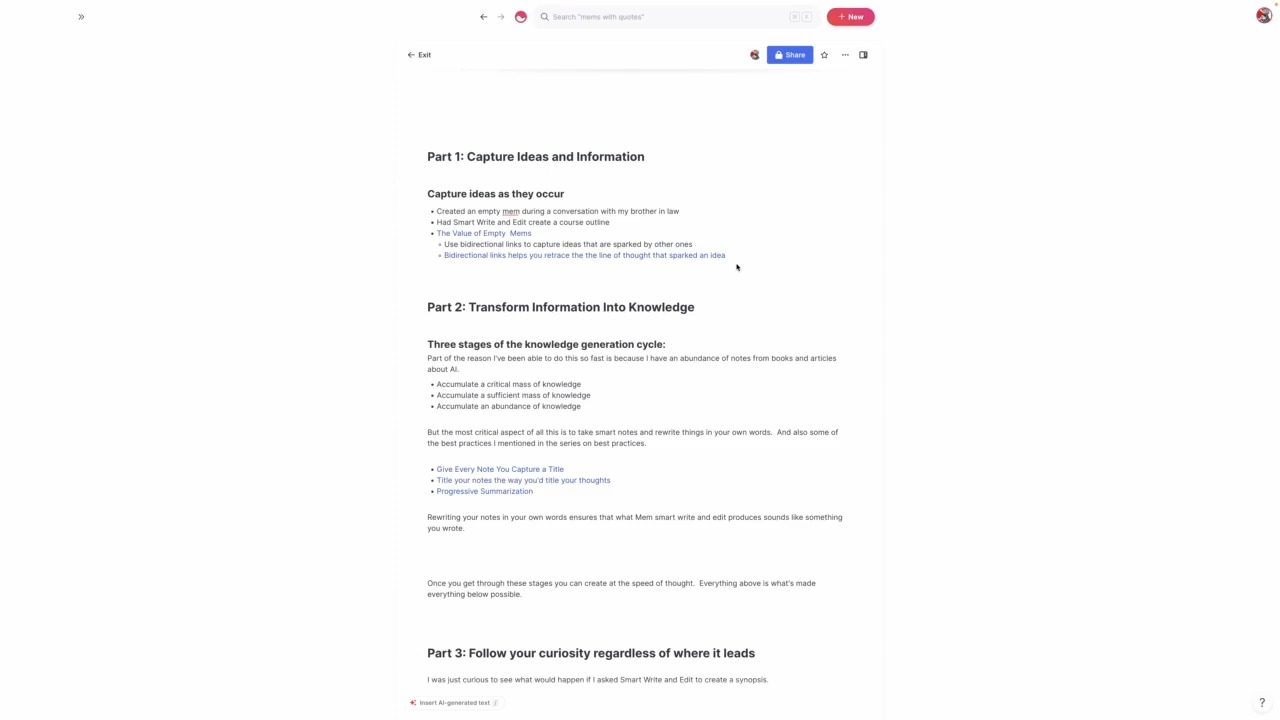 Search "mems with quotes"
⌘ K
+ New
← Exit
Share
Part 1: Capture Ideas and Information
Capture ideas as they occur
• Created an empty mem during a conversation with my brother in law
• Had Smart Write and Edit create a course outline
• The Value of Empty  Mems
◦ Use bidirectional links to capture ideas that are sparked by other ones
◦ Bidirectional links helps you retrace the the line of thought that sparked an idea
Part 2: Transform Information Into Knowledge
Three stages of the knowledge generation cycle:
Part of the reason I've been able to do this so fast is because I have an abundance of notes from books and articles
about AI.
• Accumulate a critical mass of knowledge
• Accumulate a sufficient mass of knowledge
• Accumulate an abundance of knowledge
But the most critical aspect of all this is to take smart notes and rewrite things in your own words.  And also some of
the best practices I mentioned in the series on best practices.
• Give Every Note You Capture a Title
• Title your notes the way you'd title your thoughts
• Progressive Summarization
Rewriting your notes in your own words ensures that what Mem smart write and edit produces sounds like something
you wrote.
Once you get through these stages you can create at the speed of thought.  Everything above is what's made
everything below possible.
Part 3: Follow your curiosity regardless of where it leads
I was just curious to see what would happen if I asked Smart Write and Edit to create a synopsis.
Insert AI-generated text /
?